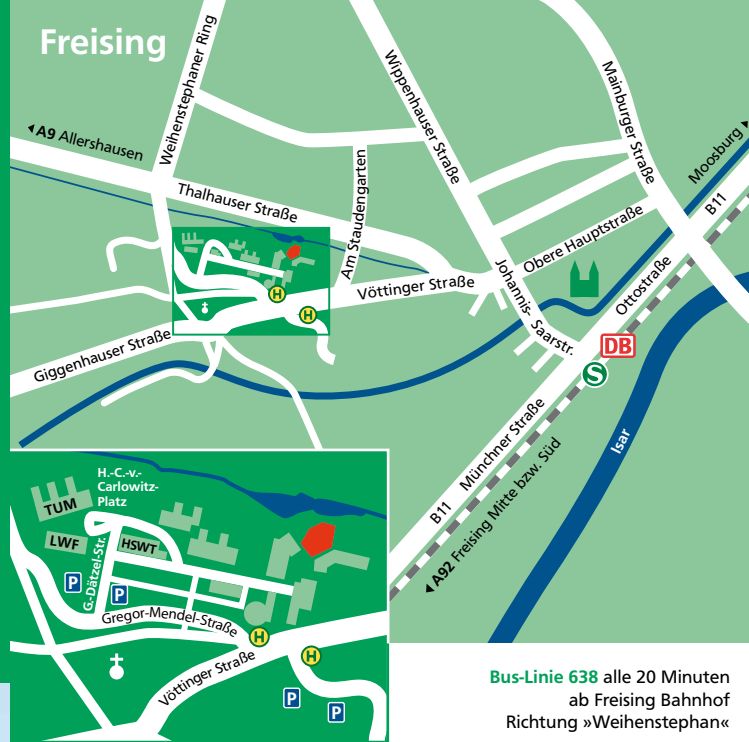 Freising
Weihenstephaner Ring
Wippenhauser Straße
Mainburger Straße
A9 Allershausen
Moosburg
B11
Thalhauser Straße
Am Staudengarten
Obere Hauptstraße
Vöttinger Straße
Johannis-
Saarstr.
Ottostraße
H
H
DB
S
Giggenhauser Straße
Isar
Münchner Straße
B11
A92 Freising Mitte bzw. Süd
H.-C.-v.-
Carlowitz-
Platz
TUM
LWF
HSWT
G.-Dätzel-Str.
P
P
Gregor-Mendel-Straße
H
H
Vöttinger Straße
P
P
Bus-Linie 638 alle 20 Minuten
ab Freising Bahnhof
Richtung »Weihenstephan«